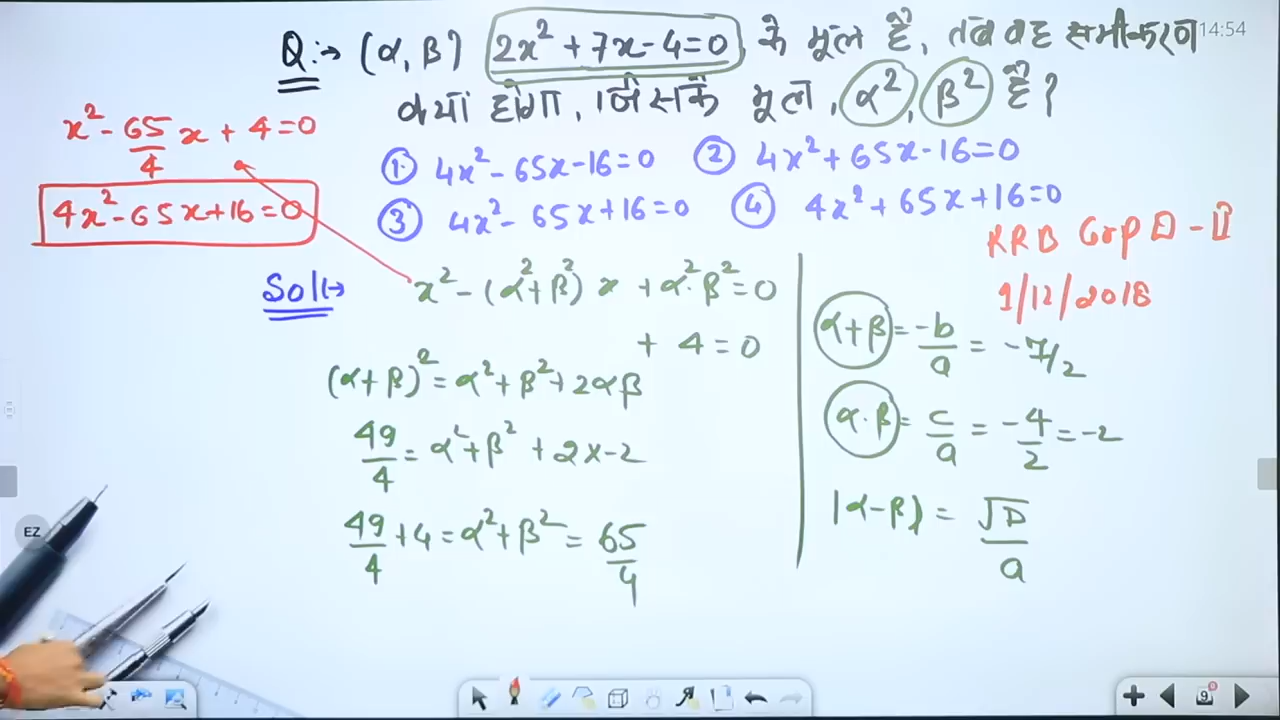 Q:→ (α, β) 2x² + 7x - 4 = 0 के मूल हैं, तब वह समीकरण
क्या होगा, जिसके मूल, α², β² हैं?
① 4x² - 65x - 16 = 0 ② 4x² + 65x - 16 = 0
③ 4x² - 65x + 16 = 0 ④ 4x² + 65x + 16 = 0
RRB Grp D - II
1/12/2018
x² - 65/4 x + 4 = 0
4x² - 65x + 16 = 0
Sol:→ x² - (α² + β²) x + α²·β² = 0
+ 4 = 0
(α + β)² = α² + β² + 2αβ
49/4 = α² + β² + 2 x - 2
49/4 + 4 = α² + β² = 65/4
α + β = -b/a = -7/2
α·β = c/a = -4/2 = -2
|α - β| = √D/a
14:54
EZ
9